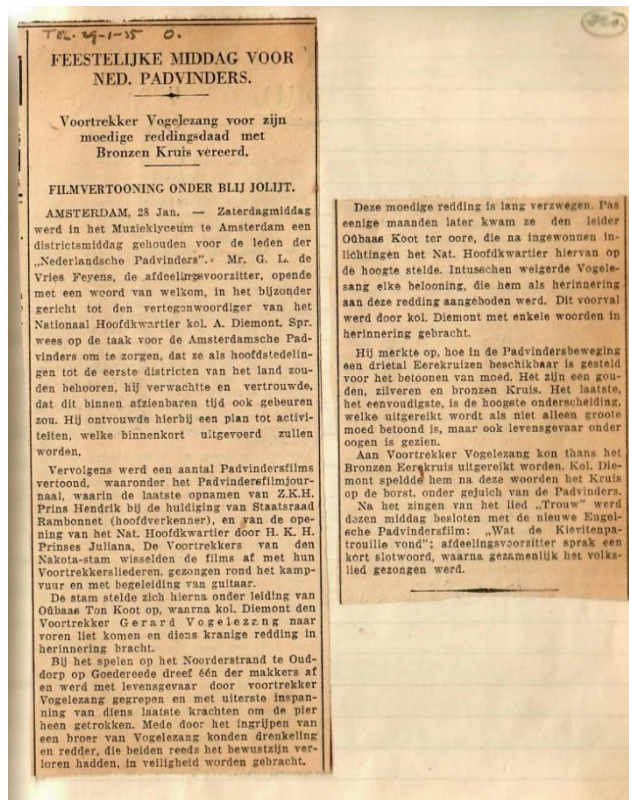 TEL. 29-1-35 O.
FEESTELIJKE MIDDAG VOOR
NED. PADVINDERS.
Voortrekker Vogelezang voor zijn
moedige reddingsdaad met
Bronzen Kruis vereerd.
FILMVERTOONING ONDER BLIJ JOLIJT.
AMSTERDAM, 28 Jan. — Zaterdagmiddag
werd in het Muzieklyceum te Amsterdam een
districtsmiddag gehouden voor de leden der
„Nederlandsche Padvinders". Mr. G. L. de
Vries Feyens, de afdeelingsvoorzitter, opende
met een woord van welkom, in het bijzonder
gericht tot den vertegenwoordiger van het
Nationaal Hoofdkwartier kol. A. Diemont. Spr.
wees op de taak voor de Amsterdamsche Pad-
vinders om te zorgen, dat ze als hoofdstedelin-
gen tot de eerste districten van het land zou-
den behooren, hij verwachtte en vertrouwde,
dat dit binnen afzienbaren tijd ook gebeuren
zou. Hij ontvouwde hierbij een plan tot activi-
teiten, welke binnenkort uitgevoerd zullen
worden.
Vervolgens werd een aantal Padvindersfilms
vertoond, waaronder het Padvindersfilmjour-
naal, waarin de laatste opnamen van Z.K.H.
Prins Hendrik bij de huldiging van Staatsraad
Rambonnet (hoofdverkenner), en van de ope-
ning van het Nat. Hoofdkwartier door H. K. H.
Prinses Juliana. De Voortrekkers van den
Nakota-stam wisselden de films af met hun
Voortrekkersliederen, gezongen rond het kamp-
vuur en met begeleiding van guitaar.
De stam stelde zich hierna onder leiding van
Oûbaas Ton Koot op, waarna kol. Diemont den
Voortrekker Gerard Vogelezang naar
voren liet komen en diens kranige redding in
herinnering bracht.
Bij het spelen op het Noorderstrand te Oud-
dorp op Goedereede dreef één der makkers af
en werd met levensgevaar door voortrekker
Vogelezang gegrepen en met uiterste inspan-
ning van diens laatste krachten om de pier
heen getrokken. Mede door het ingrijpen van
een broer van Vogelezang konden drenkeling
en redder, die beiden reeds het bewustzijn ver-
loren hadden, in veiligheid worden gebracht.
Deze moedige redding is lang verzwegen. Pas
eenige maanden later kwam ze den leider
Oûbaas Koot ter oore, die na ingewonnen in-
lichtingen het Nat. Hoofdkwartier hiervan op
de hoogte stelde. Intusschen weigerde Vogele-
sang elke belooning, die hem als herinnering
aan deze redding aangeboden werd. Dit voorval
werd door kol. Diemont met enkele woorden in
herinnering gebracht.
Hij merkte op, hoe in de Padvindersbeweging
een drietal Eerekruizen beschikbaar is gesteld
voor het betoonen van moed. Het zijn een gou-
den, zilveren en bronzen Kruis. Het laatste,
het eenvoudigste, is de hoogste onderscheiding,
welke uitgereikt wordt als niet alleen groote
moed betoond is, maar ook levensgevaar onder
oogen is gezien.
Aan Voortrekker Vogelezang kon thans het
Bronzen Eerekruis uitgereikt worden. Kol. Die-
mont speldde hem na deze woorden het Kruis
op de borst, onder gejuich van de Padvinders.
Na het zingen van het lied „Trouw" werd
dezen middag besloten met de nieuwe Engel-
sche Padvindersfilm: „Wat de Kievitenpa-
trouille vond"; afdeelingsvoorzitter sprak een
kort slotwoord, waarna gezamenlijk het volks-
lied gezongen werd.